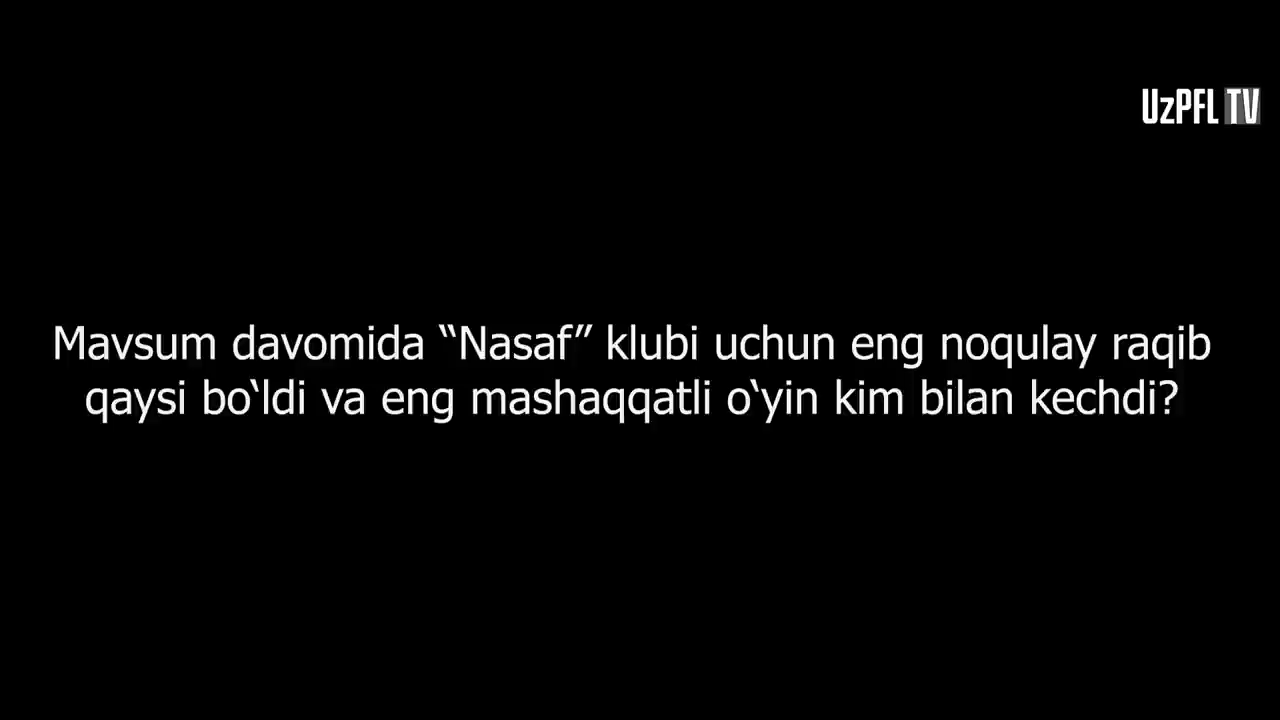 UzPFL TV
Mavsum davomida “Nasaf” klubi uchun eng noqulay raqib
qaysi bo‘ldi va eng mashaqqatli o‘yin kim bilan kechdi?